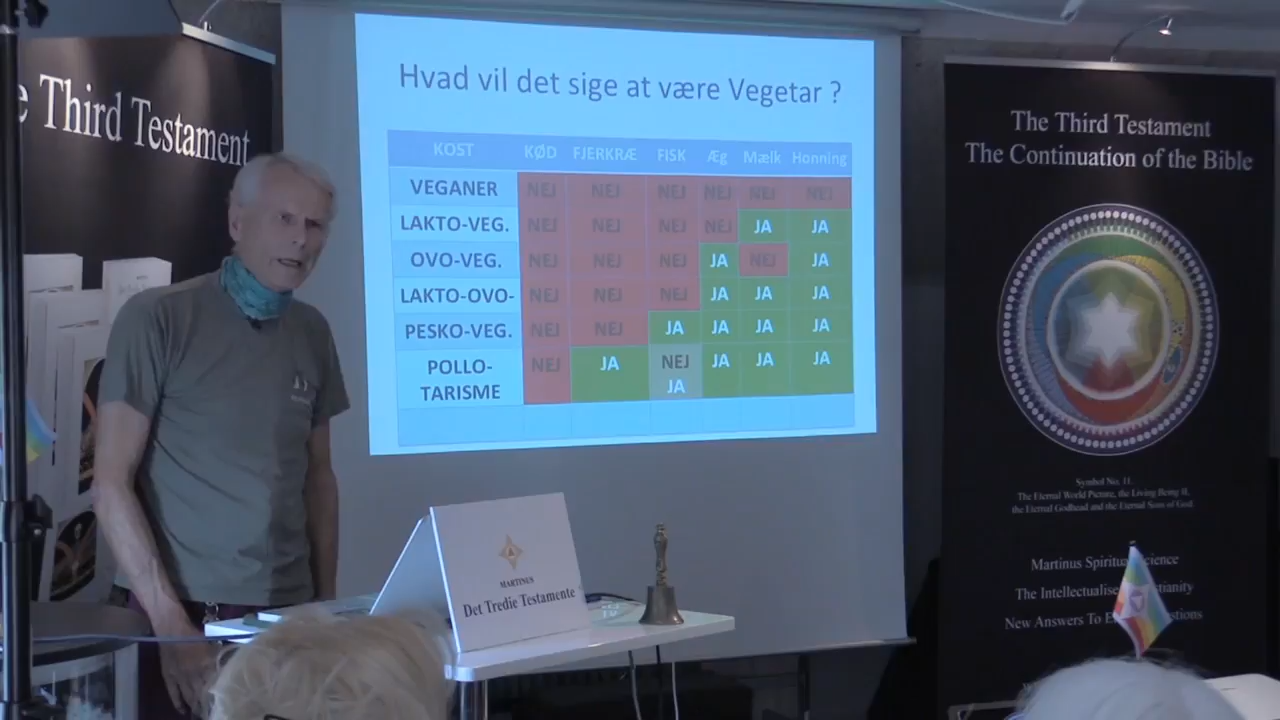 e Third Testament
Hvad vil det sige at være Vegetar ?
KOST KØD FJERKRÆ FISK Æg Mælk Honning
VEGANER NEJ NEJ NEJ NEJ NEJ NEJ
LAKTO-VEG. NEJ NEJ NEJ NEJ JA JA
OVO-VEG. NEJ NEJ NEJ JA NEJ JA
LAKTO-OVO- NEJ NEJ NEJ JA JA JA
PESKO-VEG. NEJ NEJ JA JA JA JA
POLLO- NEJ JA NEJ JA JA JA
TARISME JA
MARTINUS
Det Tredie Testamente
The Third Testament
The Continuation of the Bible
Symbol No. 11.
The Eternal World Picture, the Living Being II,
the Eternal Godhead and the Eternal Sons of God.
Martinus Spiritu cience
The Intellectualise tianity
New Answers To E stions